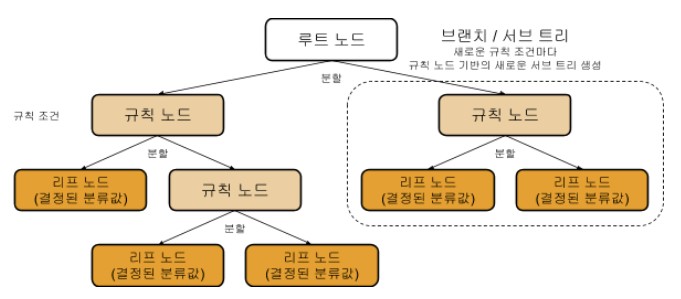 루트 노드
브랜치 / 서브 트리
새로운 규칙 조건마다
규칙 노드 기반의 새로운 서브 트리 생성
분할
규칙 조건
규칙 노드
규칙 노드
분할
분할
리프 노드
(결정된 분류값)
규칙 노드
리프 노드
(결정된 분류값)
리프 노드
(결정된 분류값)
분할
리프 노드
(결정된 분류값)
리프 노드
(결정된 분류값)